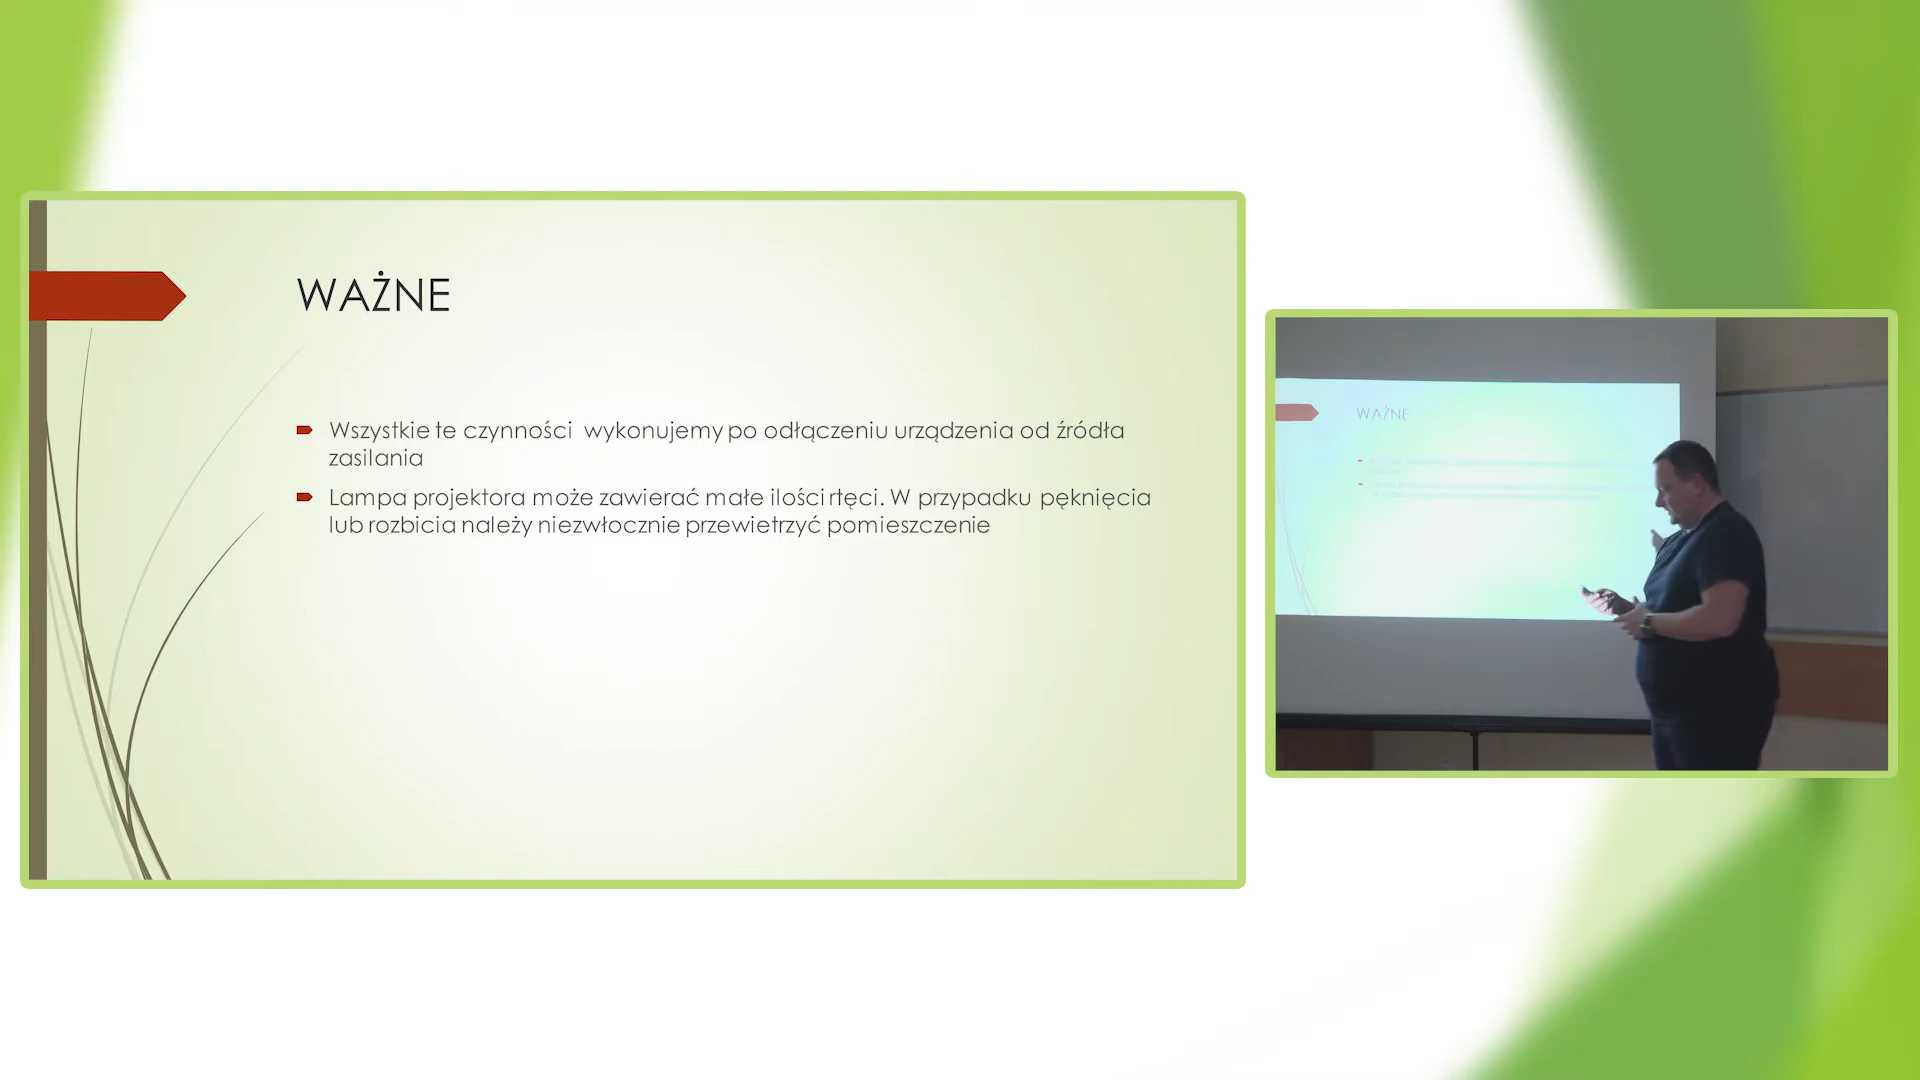 WAŻNE
Wszystkie te czynności wykonujemy po odłączeniu urządzenia od źródła
zasilania
Lampa projektora może zawierać małe ilości rtęci. W przypadku pęknięcia
lub rozbicia należy niezwłocznie przewietrzyć pomieszczenie
WAŻNE